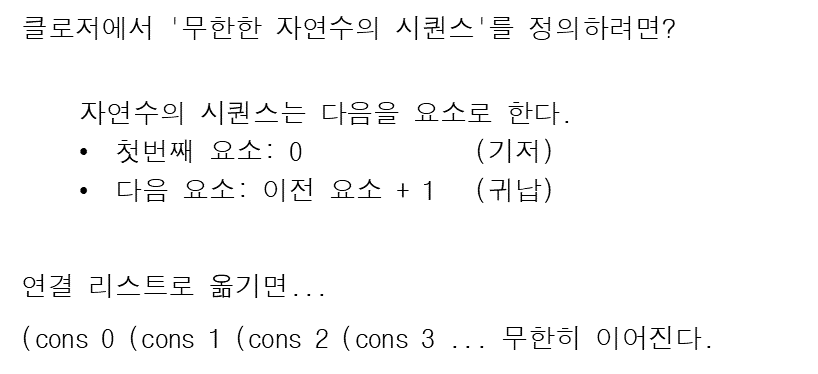 클로저에서 '무한한 자연수의 시퀀스'를 정의하려면?
자연수의 시퀀스는 다음을 요소로 한다.
• 첫번째 요소: 0 (기저)
• 다음 요소: 이전 요소 + 1 (귀납)
연결 리스트로 옮기면...
(cons 0 (cons 1 (cons 2 (cons 3 ... 무한히 이어진다.